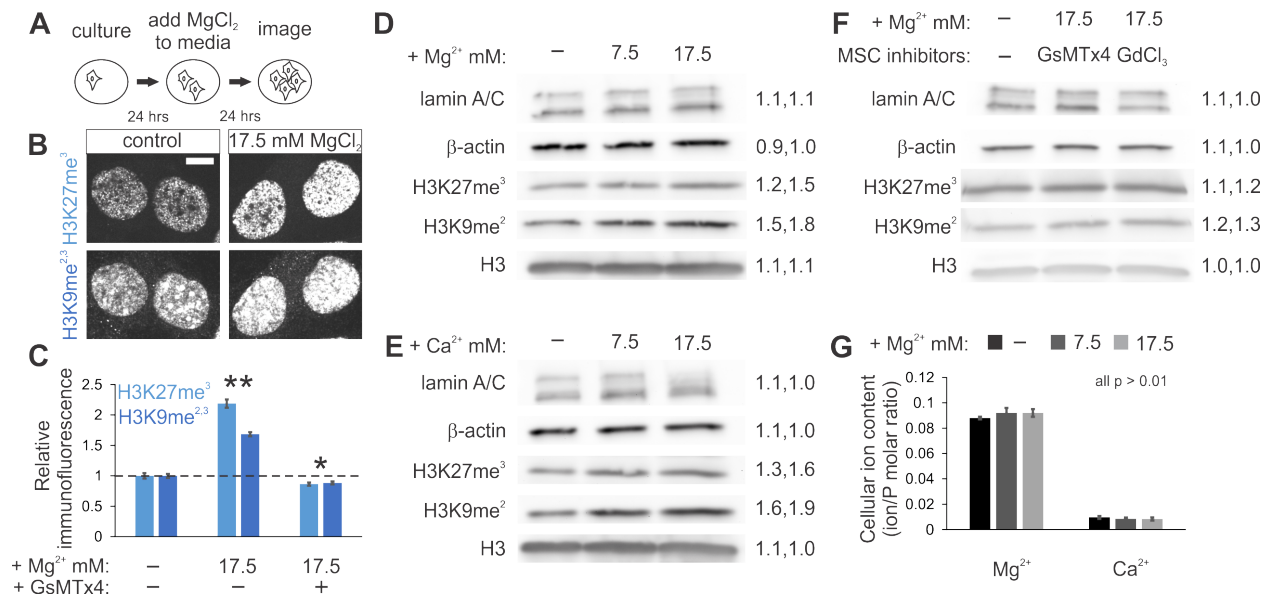 A
culture
add MgCl₂
to media
image
24 hrs
24 hrs
B
control
17.5 mM MgCl₂
H3K27me³
H3K9me²,³
C
Relative
immunofluorescence
2.5
2
1.5
1
0.5
0
H3K27me³
H3K9me²,³
**
*
+ Mg²⁺ mM: – 17.5 17.5
+ GsMTx4: – – +
D
+ Mg²⁺ mM: – 7.5 17.5
lamin A/C 1.1,1.1
β-actin 0.9,1.0
H3K27me³ 1.2,1.5
H3K9me² 1.5,1.8
H3 1.1,1.1
E
+ Ca²⁺ mM: – 7.5 17.5
lamin A/C 1.1,1.0
β-actin 1.1,1.0
H3K27me³ 1.3,1.6
H3K9me² 1.6,1.9
H3 1.1,1.0
F
+ Mg²⁺ mM: – 17.5 17.5
MSC inhibitors: – GsMTx4 GdCl₃
lamin A/C 1.1,1.0
β-actin 1.1,1.0
H3K27me³ 1.1,1.2
H3K9me² 1.2,1.3
H3 1.0,1.0
G
+ Mg²⁺ mM: – 7.5 17.5
all p > 0.01
Cellular ion content
(ion/P molar ratio)
0.12
0.1
0.08
0.06
0.04
0.02
0
Mg²⁺ Ca²⁺